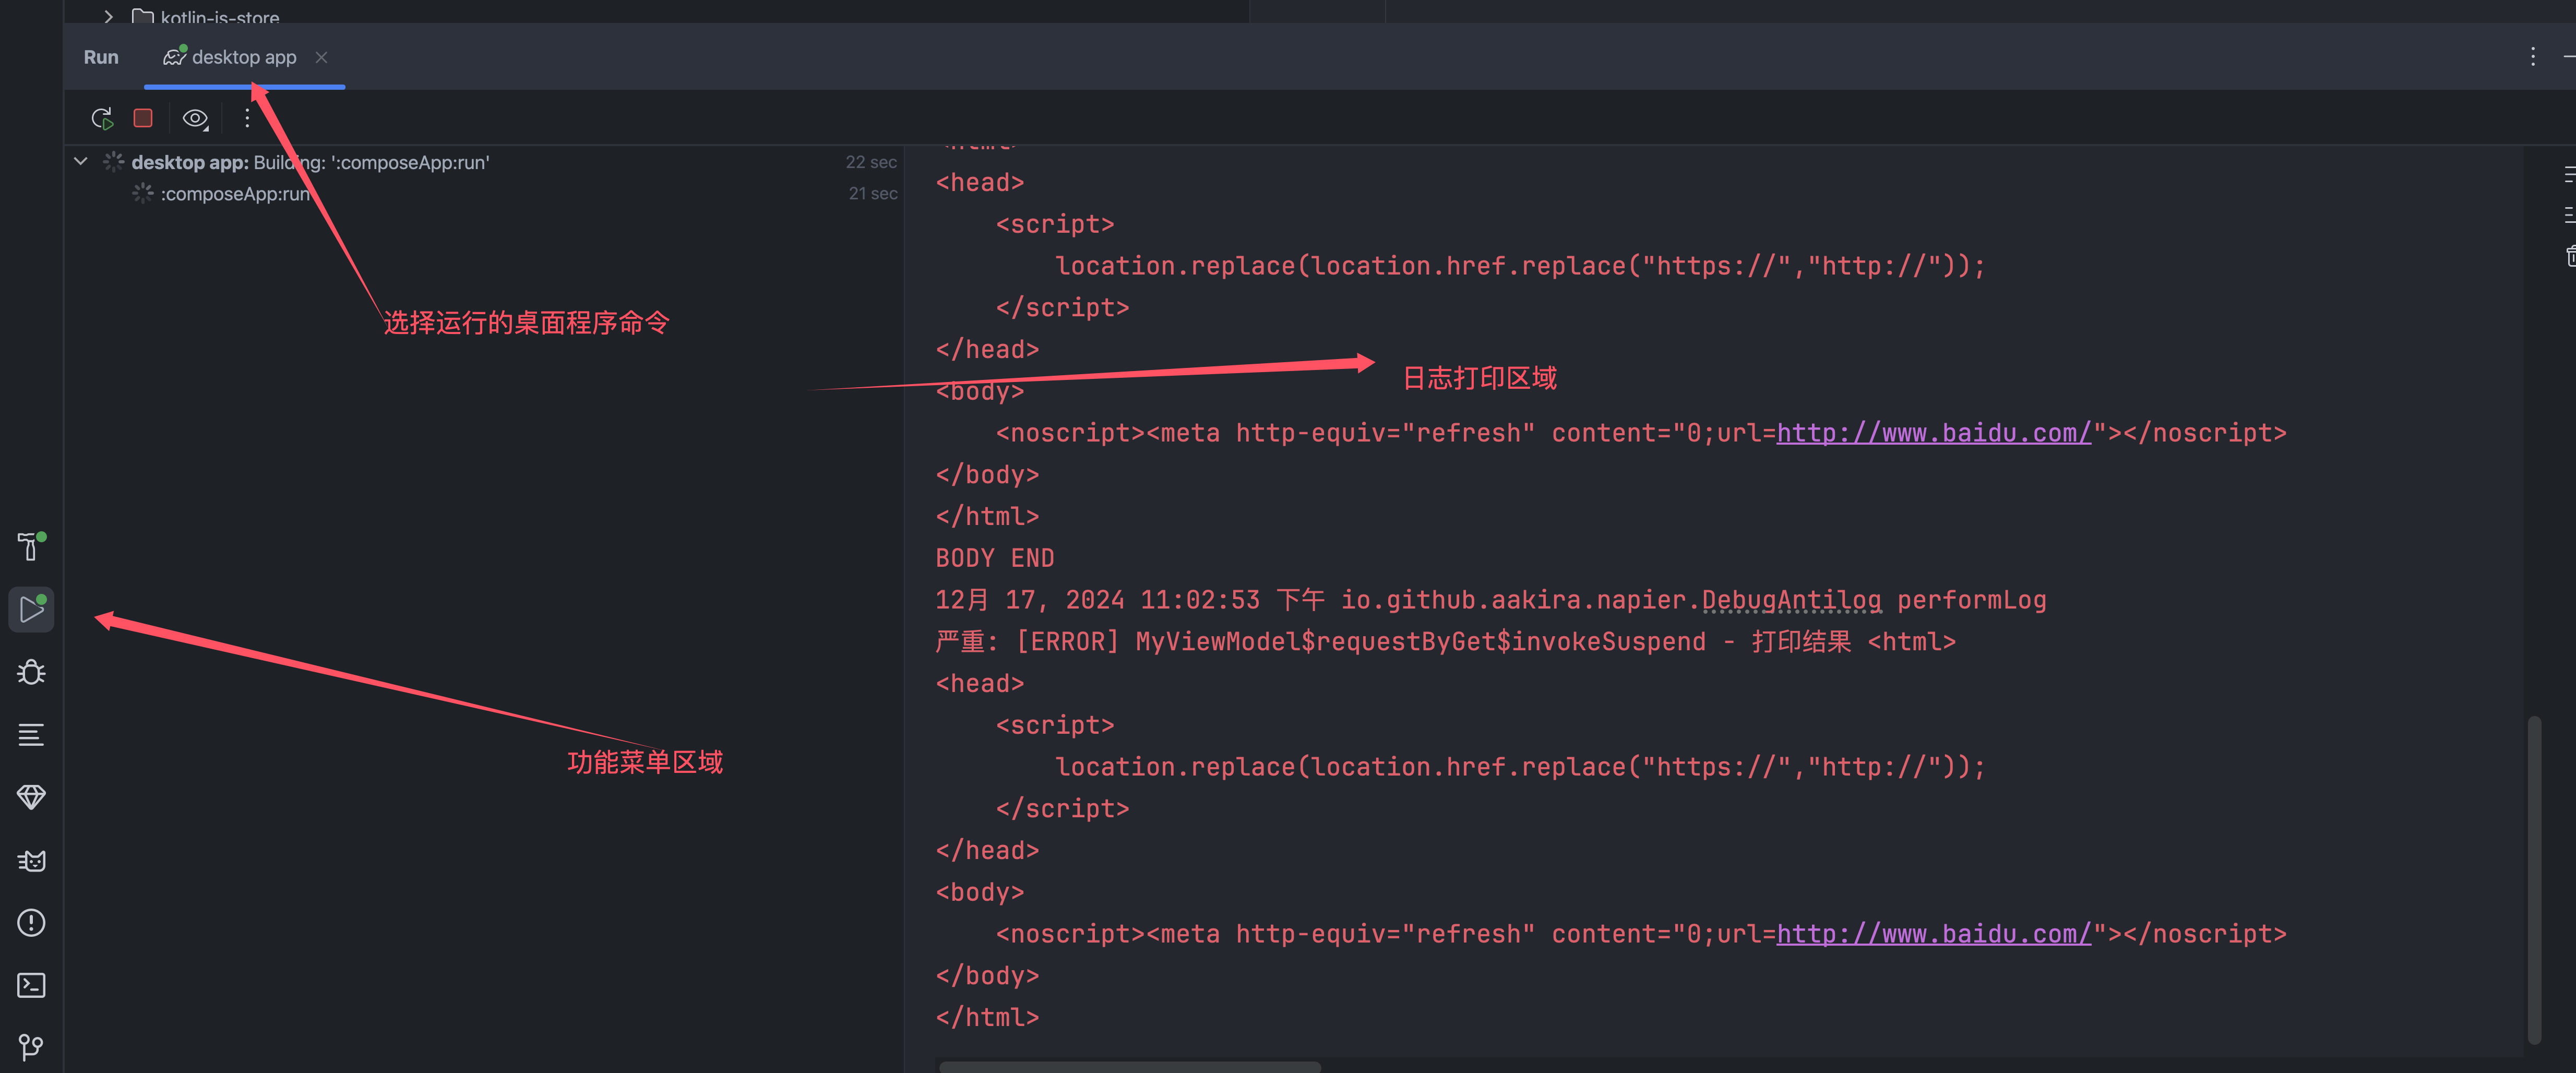 kotlin-js-store
Run
desktop app
desktop app: Building: ':composeApp:run'
22 sec
:composeApp:run
21 sec
选择运行的桌面程序命令
功能菜单区域
日志打印区域
<html>
<head>
<script>
location.replace(location.href.replace("https://","http://"));
</script>
</head>
<body>
<noscript><meta http-equiv="refresh" content="0;url=http://www.baidu.com/"></noscript>
</body>
</html>
BODY END
12月 17, 2024 11:02:53 下午 io.github.aakira.napier.DebugAntilog performLog
严重: [ERROR] MyViewModel$requestByGet$invokeSuspend - 打印结果 <html>
<head>
<script>
location.replace(location.href.replace("https://","http://"));
</script>
</head>
<body>
<noscript><meta http-equiv="refresh" content="0;url=http://www.baidu.com/"></noscript>
</body>
</html>